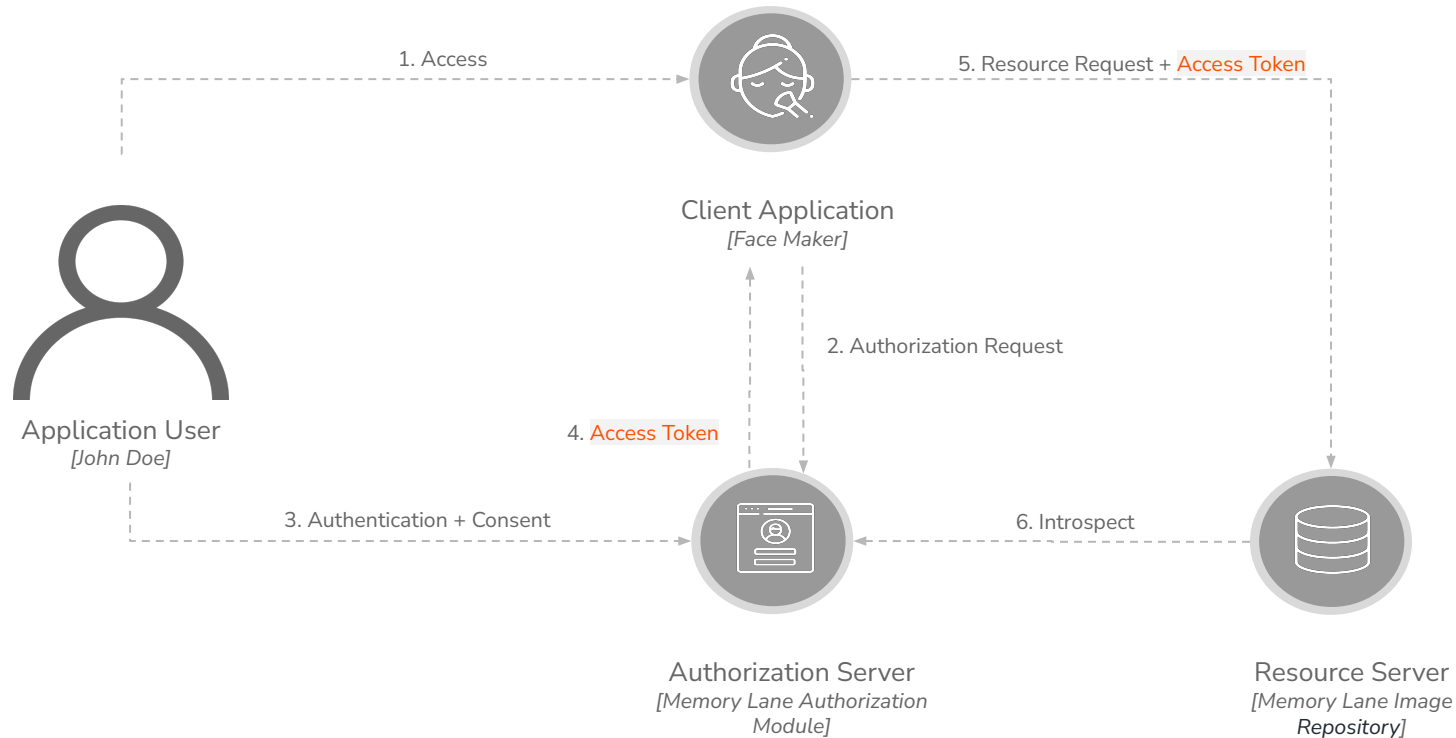 1. Access
5. Resource Request + Access Token
Client Application
[Face Maker]
2. Authorization Request
Application User
[John Doe]
4. Access Token
3. Authentication + Consent
6. Introspect
Authorization Server
[Memory Lane Authorization
Module]
Resource Server
[Memory Lane Image
Repository]